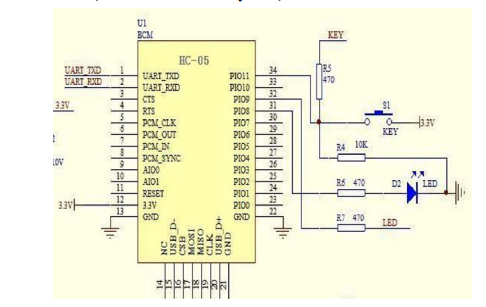 U1
BCM
HC-05
KEY
UART_TXD 1 UART_TXD PIO11 34
UART_RXD 2 UART_RXD PIO10 33
3 CTS PIO9 32
3.3V 4 RTS PIO8 31
5 PCM_CLK PIO7 30
6 PCM_OUT PIO6 29
7 PCM_IN PIO5 28
8 PCM_SYNC PIO4 27
9 AIO0 PIO3 26
10 AIO1 PIO2 25
11 RESET PIO1 24
3.3V 12 3.3V PIO0 23
13 GND GND 22
R5
470
S1
KEY
3.3V
R4 10K
R6 470
D2 LED
R7 470 LED
NC
USB_D-
CSB
MOSI
MISO
CLK
USB_D+
GND
14
15
16
17
18
19
20
21